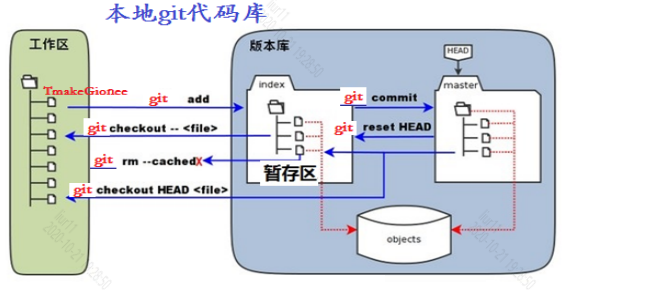 本地git代码库
工作区
版本库
HEAD
TmakeGionee
index
master
git add
git commit
git checkout -- <file>
git reset HEAD
git rm --cached X
暂存区
git checkout HEAD <file>
objects